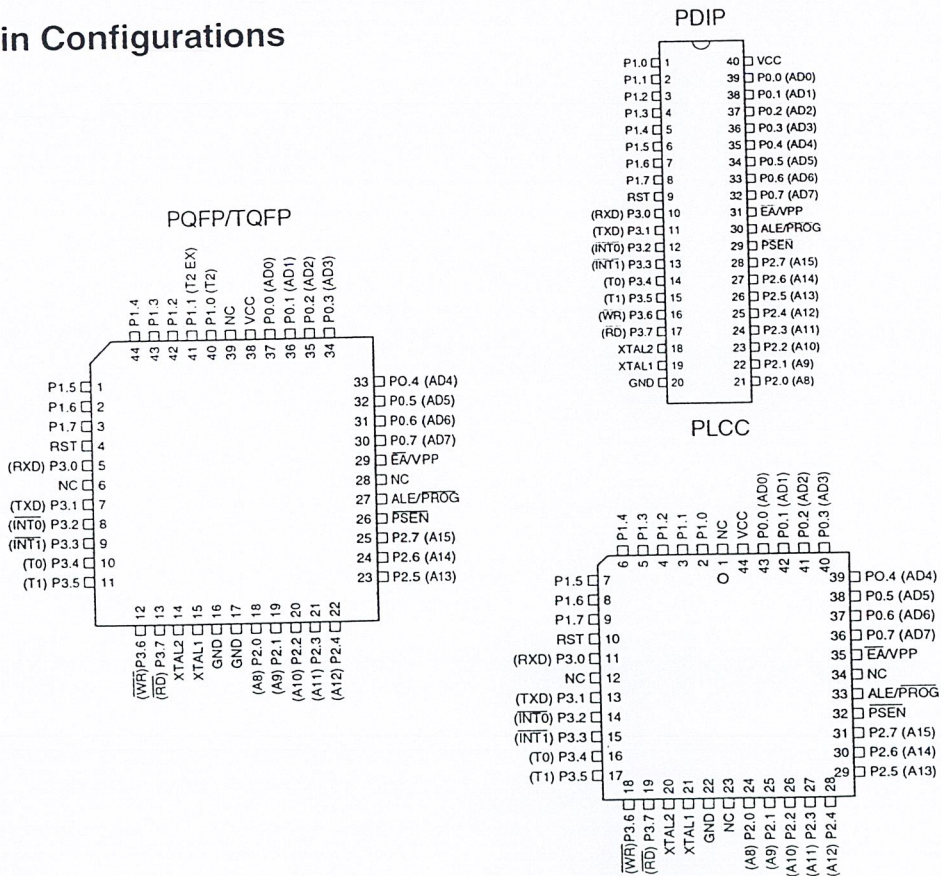 in Configurations
PDIP
P1.0 1 40 VCC
P1.1 2 39 P0.0 (AD0)
P1.2 3 38 P0.1 (AD1)
P1.3 4 37 P0.2 (AD2)
P1.4 5 36 P0.3 (AD3)
P1.5 6 35 P0.4 (AD4)
P1.6 7 34 P0.5 (AD5)
P1.7 8 33 P0.6 (AD6)
RST 9 32 P0.7 (AD7)
(RXD) P3.0 10 31 EA/VPP
(TXD) P3.1 11 30 ALE/PROG
(INT0) P3.2 12 29 PSEN
(INT1) P3.3 13 28 P2.7 (A15)
(T0) P3.4 14 27 P2.6 (A14)
(T1) P3.5 15 26 P2.5 (A13)
(WR) P3.6 16 25 P2.4 (A12)
(RD) P3.7 17 24 P2.3 (A11)
XTAL2 18 23 P2.2 (A10)
XTAL1 19 22 P2.1 (A9)
GND 20 21 P2.0 (A8)
PQFP/TQFP
44 P1.4
43 P1.3
42 P1.2
41 P1.1 (T2 EX)
40 P1.0 (T2)
39 NC
38 VCC
37 P0.0 (AD0)
36 P0.1 (AD1)
35 P0.2 (AD2)
34 P0.3 (AD3)
P1.5 1 33 PO.4 (AD4)
P1.6 2 32 P0.5 (AD5)
P1.7 3 31 P0.6 (AD6)
RST 4 30 P0.7 (AD7)
(RXD) P3.0 5 29 EA/VPP
NC 6 28 NC
(TXD) P3.1 7 27 ALE/PROG
(INT0) P3.2 8 26 PSEN
(INT1) P3.3 9 25 P2.7 (A15)
(T0) P3.4 10 24 P2.6 (A14)
(T1) P3.5 11 23 P2.5 (A13)
(WR)P3.6 12
(RD) P3.7 13
XTAL2 14
XTAL1 15
GND 16
GND 17
(A8) P2.0 18
(A9) P2.1 19
(A10) P2.2 20
(A11) P2.3 21
(A12) P2.4 22
PLCC
6 P1.4
5 P1.3
4 P1.2
3 P1.1
2 P1.0
1 NC
44 VCC
43 P0.0 (AD0)
42 P0.1 (AD1)
41 P0.2 (AD2)
40 P0.3 (AD3)
P1.5 7 39 PO.4 (AD4)
P1.6 8 38 P0.5 (AD5)
P1.7 9 37 P0.6 (AD6)
RST 10 36 P0.7 (AD7)
(RXD) P3.0 11 35 EA/VPP
NC 12 34 NC
(TXD) P3.1 13 33 ALE/PROG
(INT0) P3.2 14 32 PSEN
(INT1) P3.3 15 31 P2.7 (A15)
(T0) P3.4 16 30 P2.6 (A14)
(T1) P3.5 17 29 P2.5 (A13)
(WR)P3.6 18
(RD) P3.7 19
XTAL2 20
XTAL1 21
GND 22
NC 23
(A8) P2.0 24
(A9) P2.1 25
(A10) P2.2 26
(A11) P2.3 27
(A12) P2.4 28